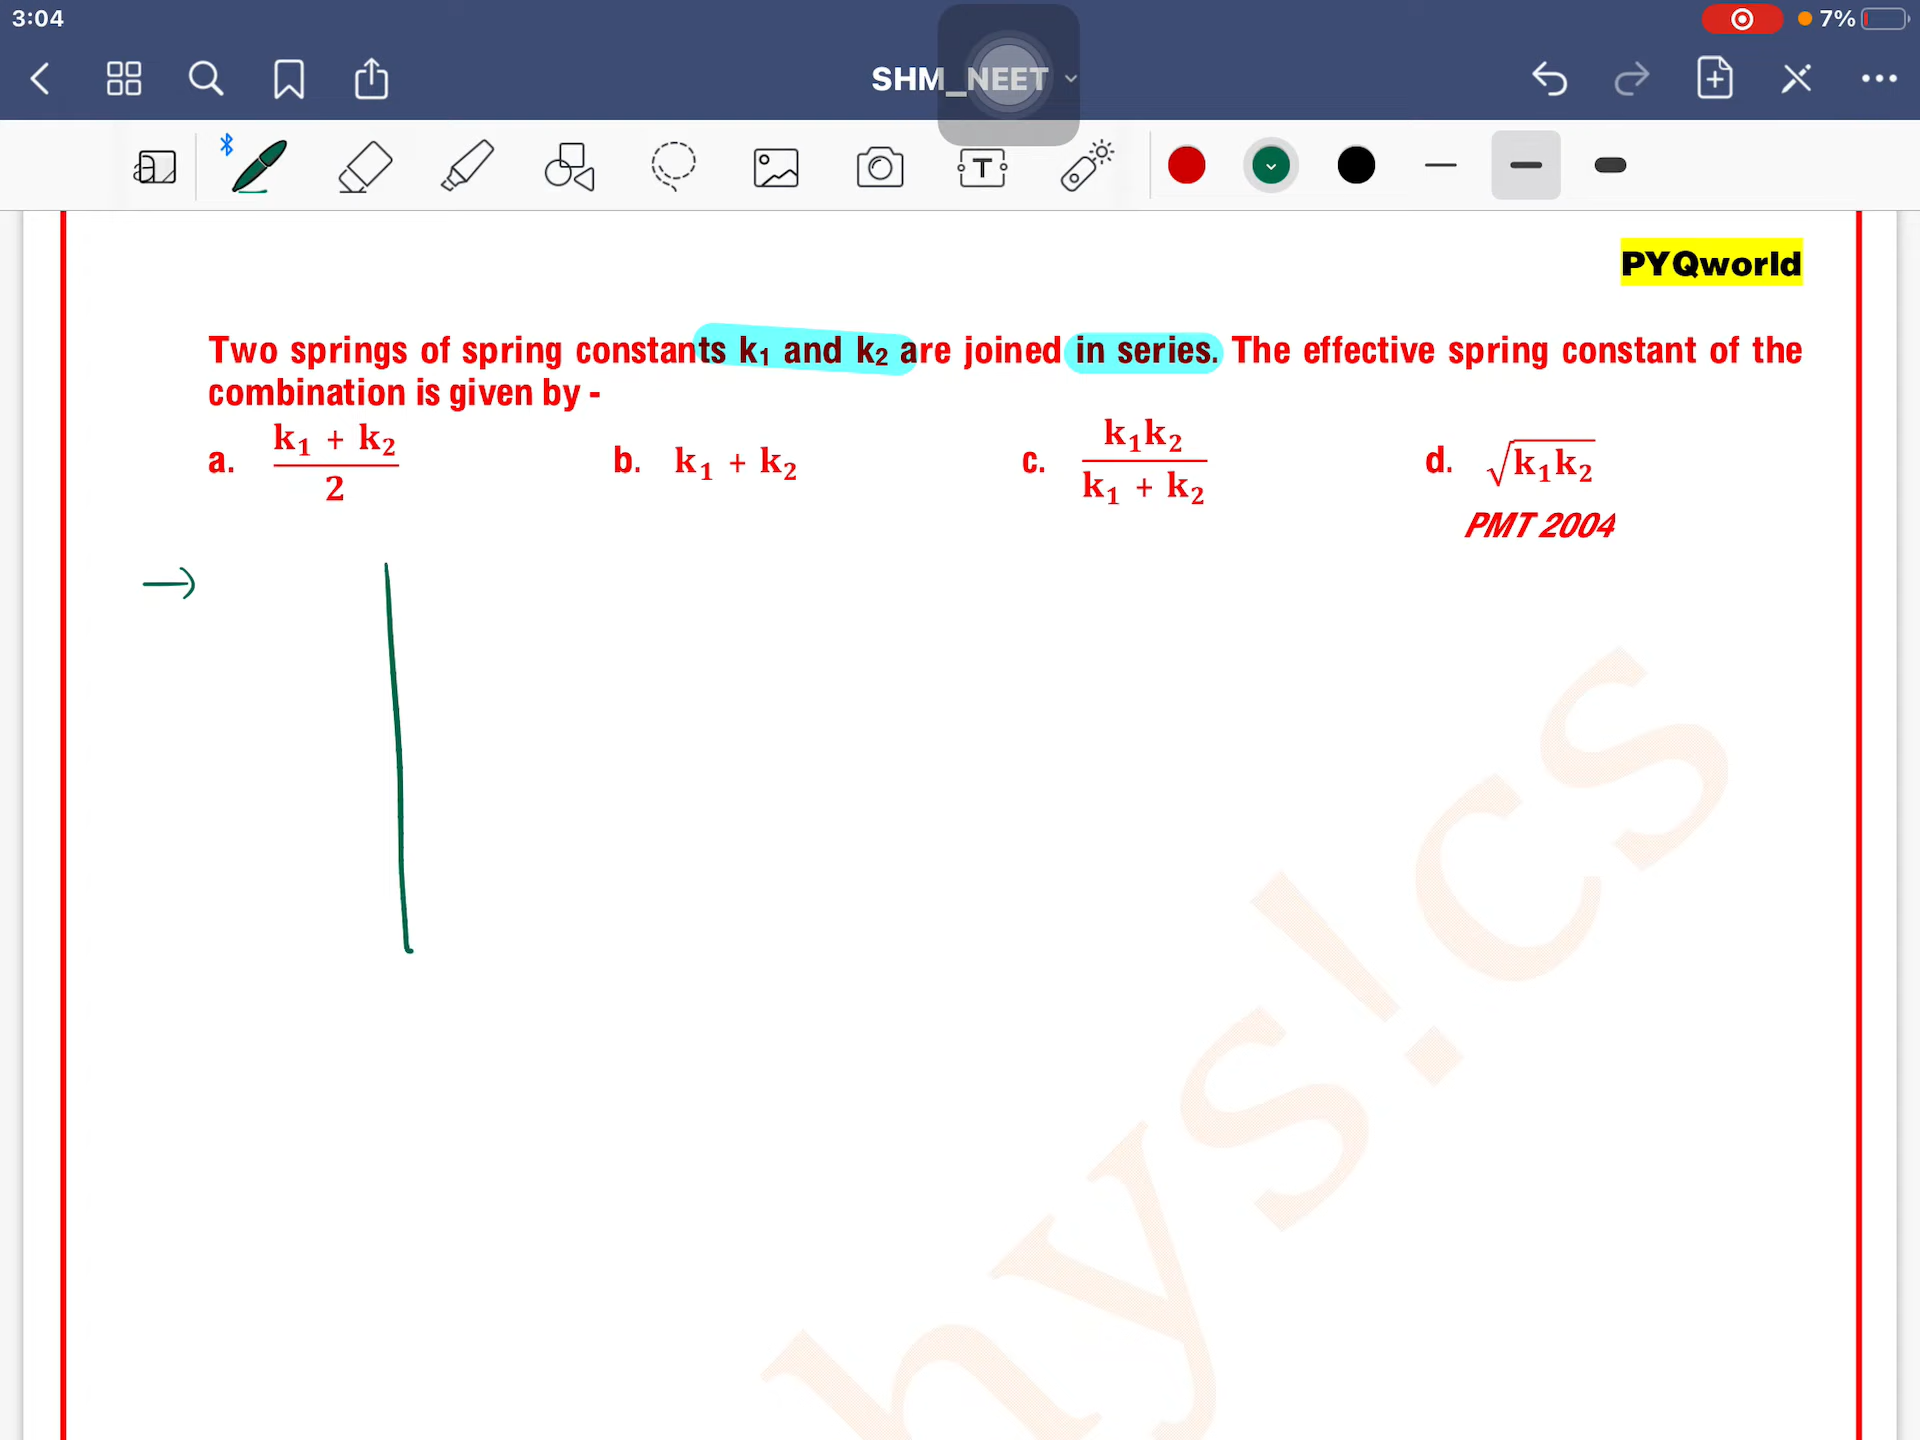 3:04
7%
SHM_NEET
a
T
PYQworld
Two springs of spring constants k₁ and k₂ are joined in series. The effective spring constant of the
combination is given by -
a. (k₁ + k₂)/2 b. k₁ + k₂ c. k₁k₂/(k₁ + k₂) d. √k₁k₂
PMT 2004
hys!cs